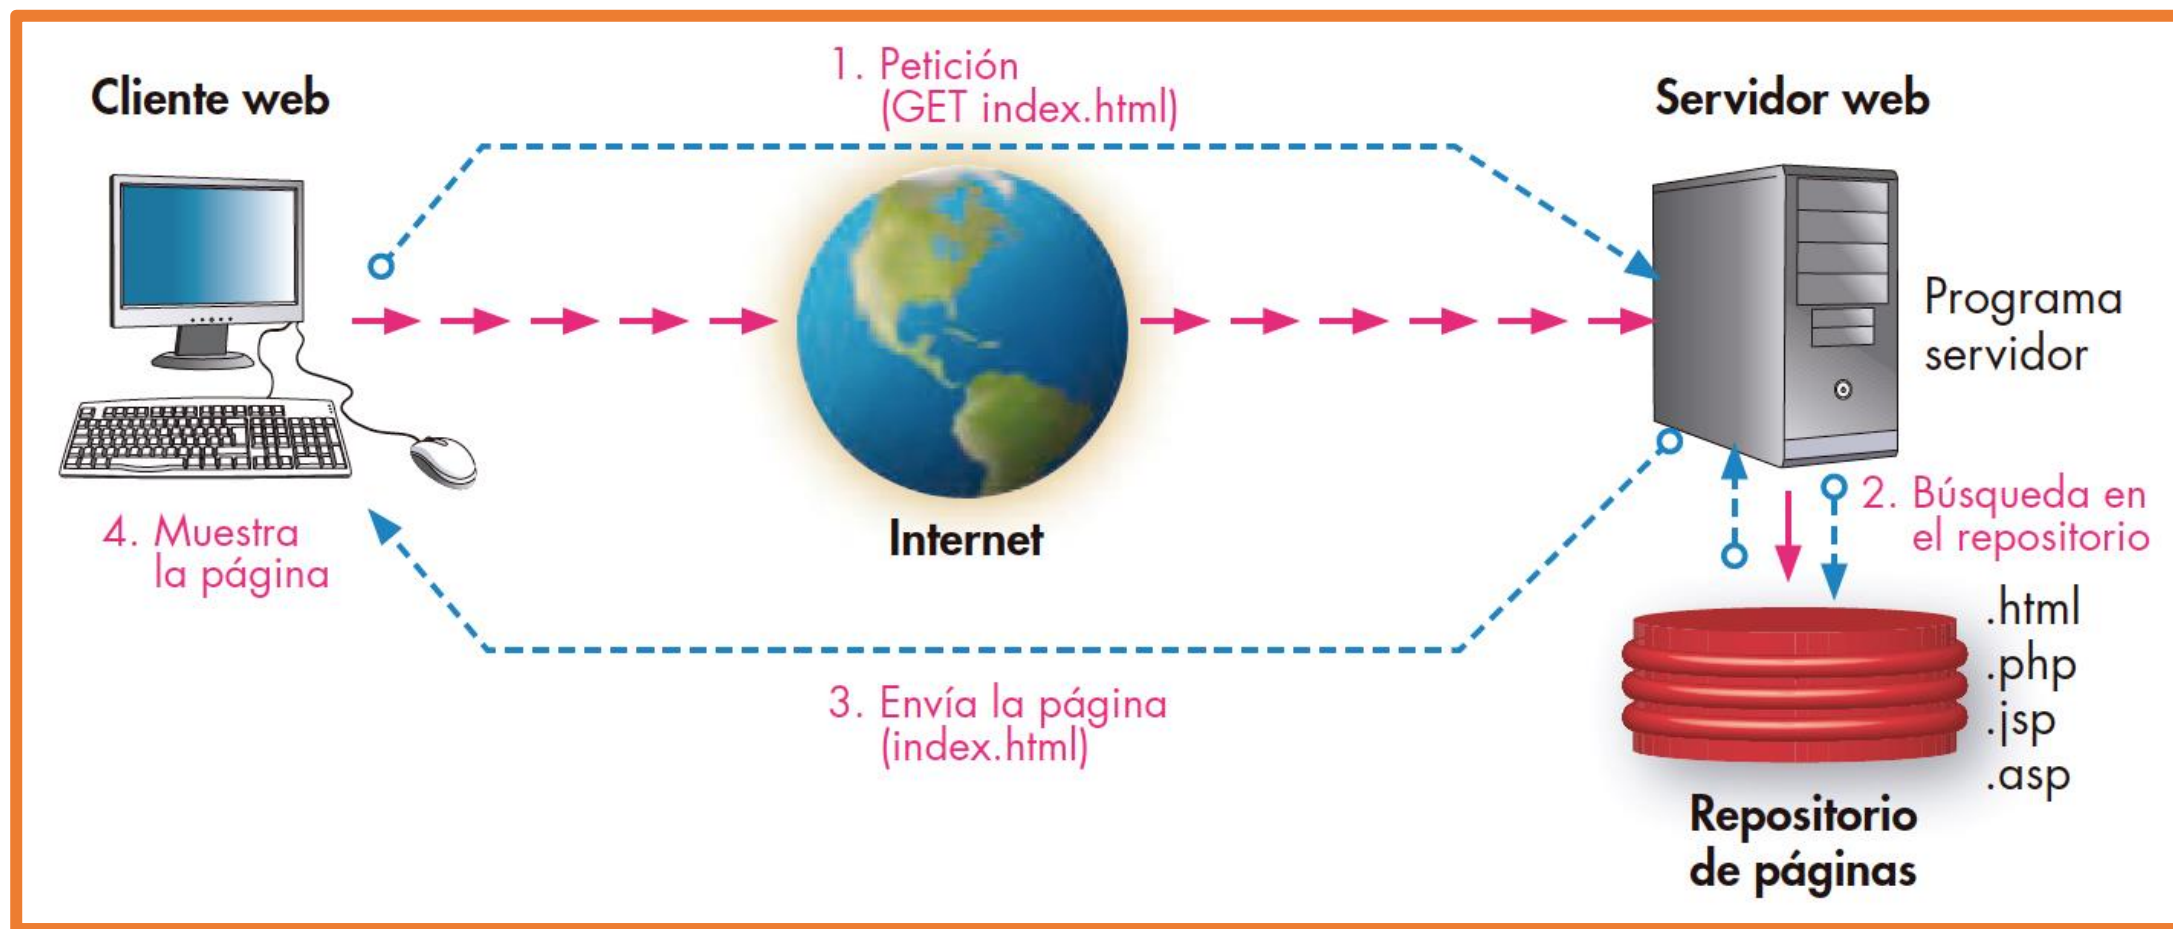 Cliente web
1. Petición
(GET index.html)
Servidor web
Programa
servidor
Internet
2. Búsqueda en
el repositorio
4. Muestra
la página
.html
.php
.jsp
.asp
3. Envía la página
(index.html)
Repositorio
de páginas